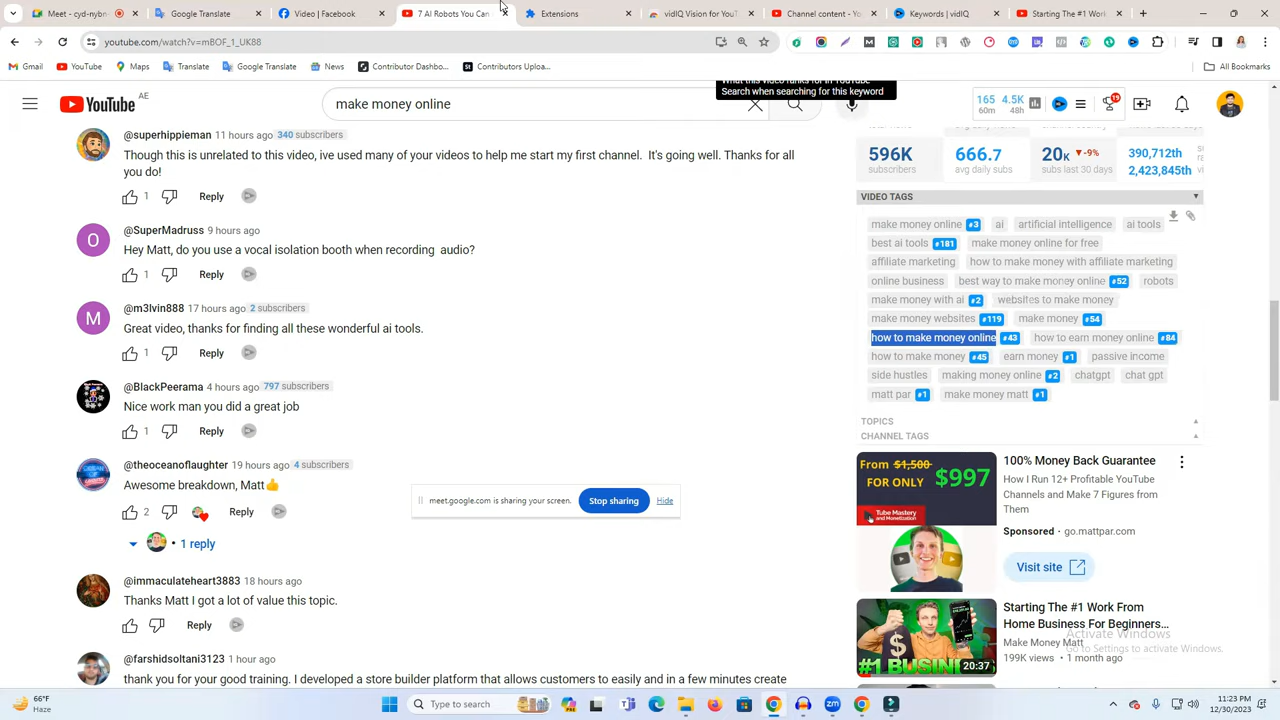 Meet
Google Transl
Facebook
7 AI Robots You Can
Extensions
vidIQ Vision for
Channel content - Yo
Keywords - vidIQ
#1
youtube.com/watch?v=mBOF_1_UK88
Gmail
YouTube
Maps
Translate
Google Translate
News
Contributor Dashbo...
Contributors Uploa...
All Bookmarks
What this video ranks for in YouTube
Search when searching for this keyword
YouTube
make money online
165
60m
4.5K
48h
@superhippieman 11 hours ago 340 subscribers
Though this is unrelated to this video, ive used many of your videos to help me start my first channel. It's going well. Thanks for all
you do!
1 Reply
@SuperMadsters 9 hours ago
Hey Matt, do you use a vocal isolation booth when recording audio?
1 Reply
@m3lvin888 17 hours ago 2 subscribers
Great video, thanks for finding all these wonderful ai tools.
1 Reply
@BlackPeerama 4 hours ago 797 subscribers
Nice work man you did a great job
1 Reply
@theoceanoflaughter 19 hours ago 4 subscribers
Awesome breakdown, Matt👍
2 Reply
1 reply
@immaculateheart3883 18 hours ago
Thanks Matt, got a lot of value this topic.
Reply
@farshidsoltani3123 1 hour ago
thank a lot for good training. I developed a store builder platform that allows customers to easily and in a few minutes create
meet.google.com is sharing your screen.
Stop sharing
Hide
596K
subscribers
666.7
avg daily subs
20K ▼-9%
subs last 30 days
390,712th
2,423,845th
VIDEO TAGS
make money online #3 ai artificial intelligence ai tools
best ai tools #181 make money online for free
affiliate marketing how to make money with affiliate marketing
online business best way to make money online #52 robots
make money with ai #2 websites to make money
make money websites #119 make money #54
how to make money online #43 how to earn money online #84
how to make money #45 earn money #1 passive income
side hustles making money online #2 chatgpt chat gpt
matt par #1 make money matt #1
TOPICS
CHANNEL TAGS
From $1,500
FOR ONLY
$997
Tube Mastery
and Monetization
100% Money Back Guarantee
How I Run 12+ Profitable YouTube
Channels and Make 7 Figures from
Them
Sponsored · go.mattpar.com
Visit site
#1 BUSIN
20:37
Starting The #1 Work From
Home Business For Beginners...
Make Money Matt
199K views · 1 month ago
Activate Windows
Go to Settings to activate Windows.
66°F
Haze
Type to search
11:23 PM
12/30/2023